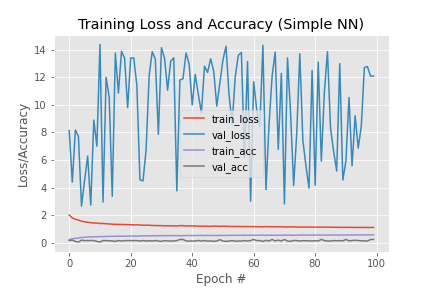 Training Loss and Accuracy (Simple NN)
14
12
10
8
6
4
2
0
Loss/Accuracy
train_loss
val_loss
train_acc
val_acc
0
20
40
60
80
100
Epoch #